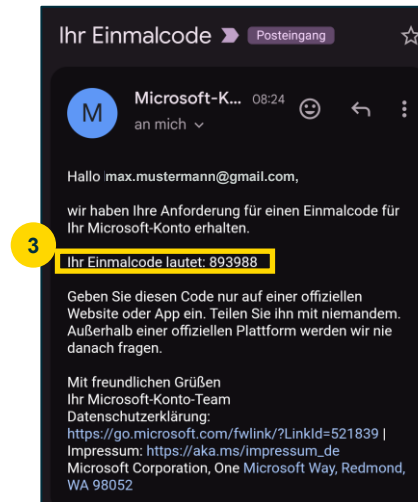 Ihr Einmalcode Posteingang
M
Microsoft-K... 08:24
an mich
Hallo max.mustermann@gmail.com,
wir haben Ihre Anforderung für einen Einmalcode für
Ihr Microsoft-Konto erhalten.
3
Ihr Einmalcode lautet: 893988
Geben Sie diesen Code nur auf einer offiziellen
Website oder App ein. Teilen Sie ihn mit niemandem.
Außerhalb einer offiziellen Plattform werden wir nie
danach fragen.
Mit freundlichen Grüßen
Ihr Microsoft-Konto-Team
Datenschutzerklärung:
https://go.microsoft.com/fwlink/?LinkId=521839 |
Impressum: https://aka.ms/impressum_de
Microsoft Corporation, One Microsoft Way, Redmond,
WA 98052